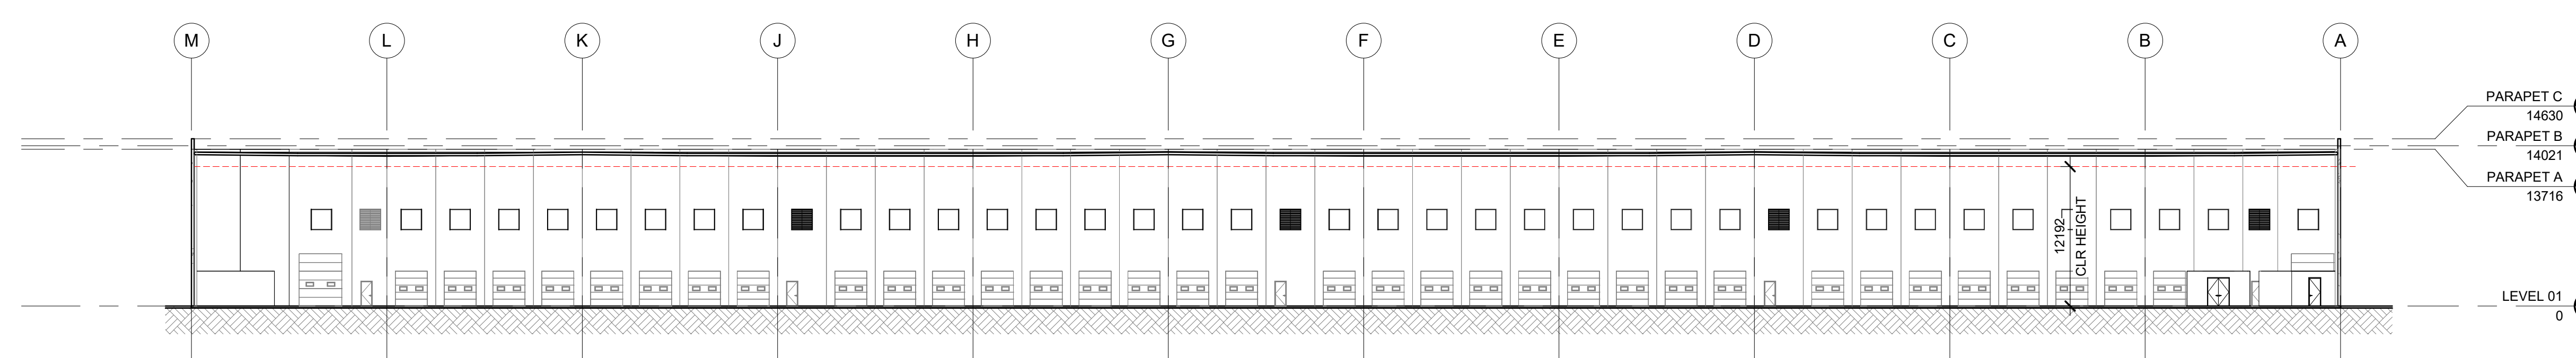 M L K J H G F E D C B A
PARAPET C
14630
PARAPET B
14021
PARAPET A
13716
12192
CLR HEIGHT
LEVEL 01
0